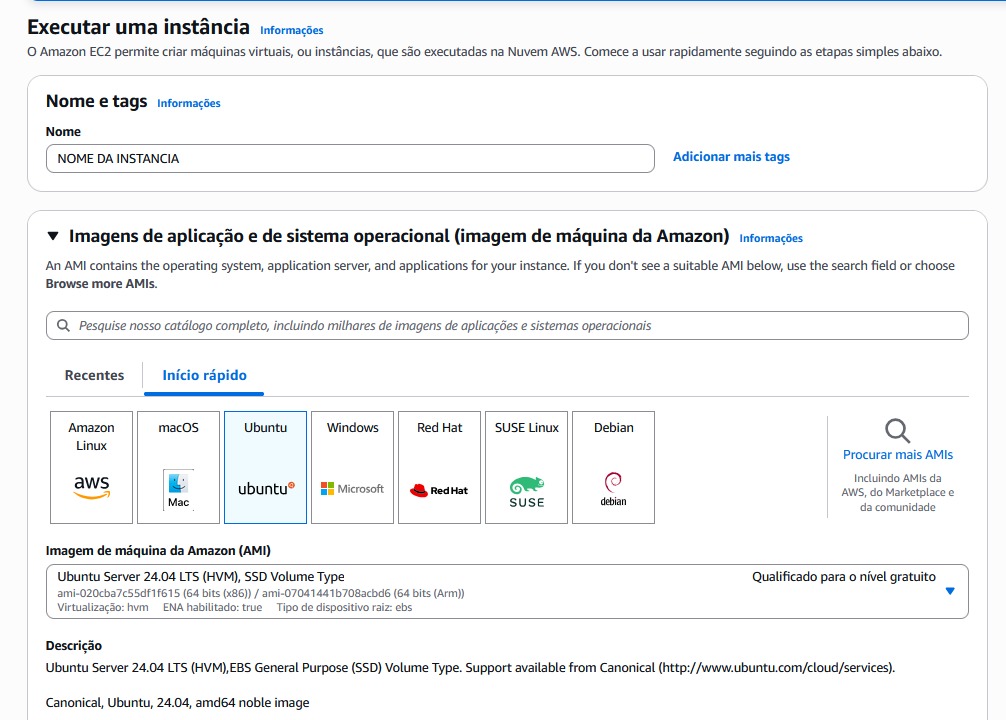 Executar uma instância Informações
O Amazon EC2 permite criar máquinas virtuais, ou instâncias, que são executadas na Nuvem AWS. Comece a usar rapidamente seguindo as etapas simples abaixo.
Nome e tags Informações
Nome
NOME DA INSTANCIA
Adicionar mais tags
Imagens de aplicação e de sistema operacional (imagem de máquina da Amazon) Informações
An AMI contains the operating system, application server, and applications for your instance. If you don't see a suitable AMI below, use the search field or choose
Browse more AMIs.
Pesquise nosso catálogo completo, incluindo milhares de imagens de aplicações e sistemas operacionais
Recentes
Início rápido
Amazon
Linux
aws
macOS
Mac
Ubuntu
ubuntu
Windows
Microsoft
Red Hat
Red Hat
SUSE Linux
SUSE
Debian
debian
Procurar mais AMIs
Incluindo AMIs da
AWS, do Marketplace e
da comunidade
Imagem de máquina da Amazon (AMI)
Ubuntu Server 24.04 LTS (HVM), SSD Volume Type
Qualificado para o nível gratuito
ami-020cba7c55df1f615 (64 bits (x86)) / ami-07041441b708acbd6 (64 bits (Arm))
Virtualização: hvm ENA habilitado: true Tipo de dispositivo raiz: ebs
Descrição
Ubuntu Server 24.04 LTS (HVM),EBS General Purpose (SSD) Volume Type. Support available from Canonical (http://www.ubuntu.com/cloud/services).
Canonical, Ubuntu, 24.04, amd64 noble image